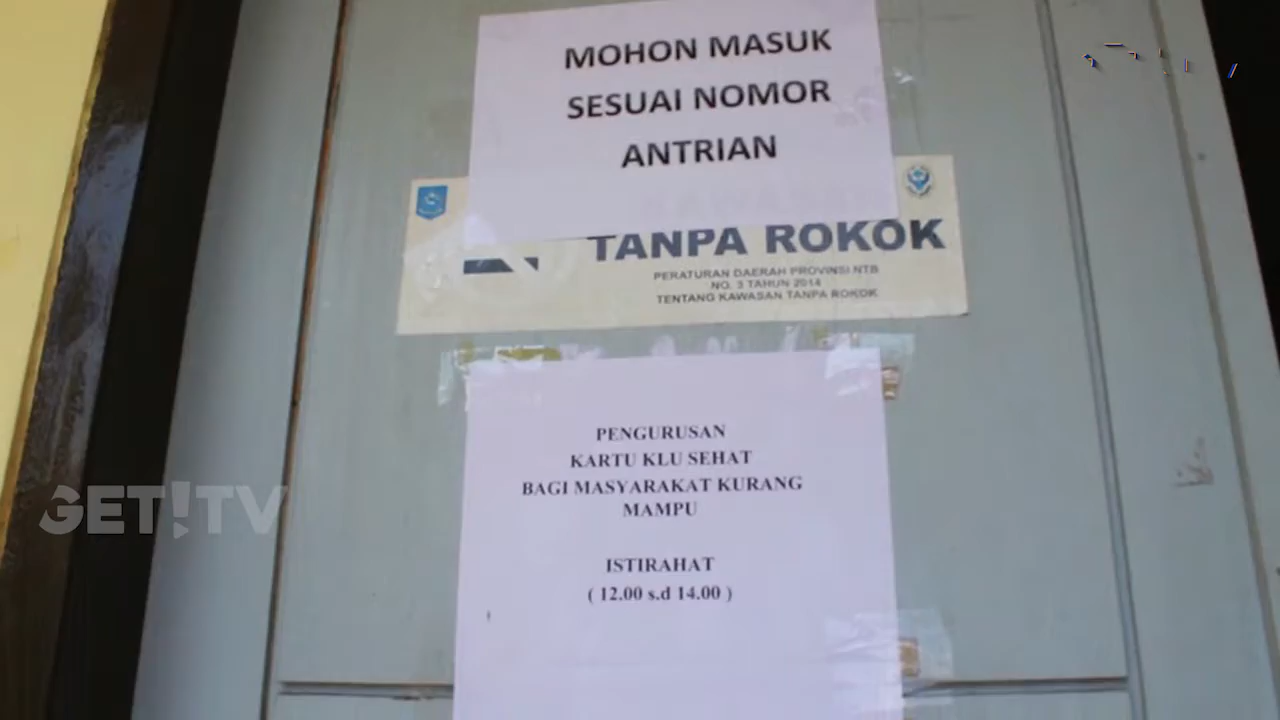 MOHON MASUK
SESUAI NOMOR
ANTRIAN
TANPA ROKOK
PERATURAN DAERAH PROVINSI NTB
NO. 3 TAHUN 2014
TENTANG KAWASAN TANPA ROKOK
PENGURUSAN
KARTU KLU SEHAT
BAGI MASYARAKAT KURANG
MAMPU
ISTIRAHAT
( 12.00 s.d 14.00 )
GET!TV